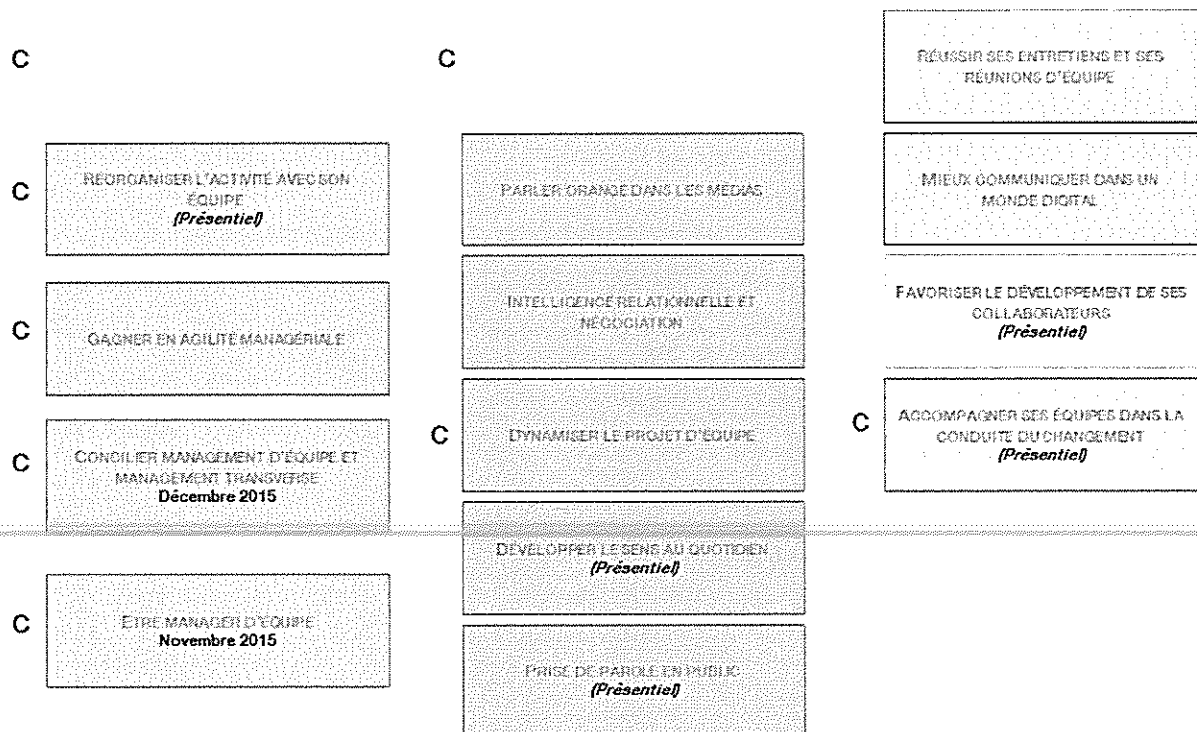 C
C
RÉORGANISER L'ACTIVITÉ AVEC SON
ÉQUIPE
(Présentiel)
C
GAGNER EN AGILITÉ MANAGÉRIALE
C
CONCILIER MANAGEMENT D'ÉQUIPE ET
MANAGEMENT TRANSVERSE
Décembre 2015
C
ETRE MANAGER D'ÉQUIPE
Novembre 2015
C
PARLER ORANGE DANS LES MÉDIAS
INTELLIGENCE RELATIONNELLE ET
NÉGOCIATION
C
DYNAMISER LE PROJET D'ÉQUIPE
DÉVELOPPER LE SENS AU QUOTIDIEN
(Présentiel)
PRISE DE PAROLE EN PUBLIC
(Présentiel)
RÉUSSIR SES ENTRETIENS ET SES
RÉUNIONS D'ÉQUIPE
MIEUX COMMUNIQUER DANS UN
MONDE DIGITAL
FAVORISER LE DÉVELOPPEMENT DE SES
COLLABORATEURS
(Présentiel)
C
ACCOMPAGNER SES ÉQUIPES DANS LA
CONDUITE DU CHANGEMENT
(Présentiel)